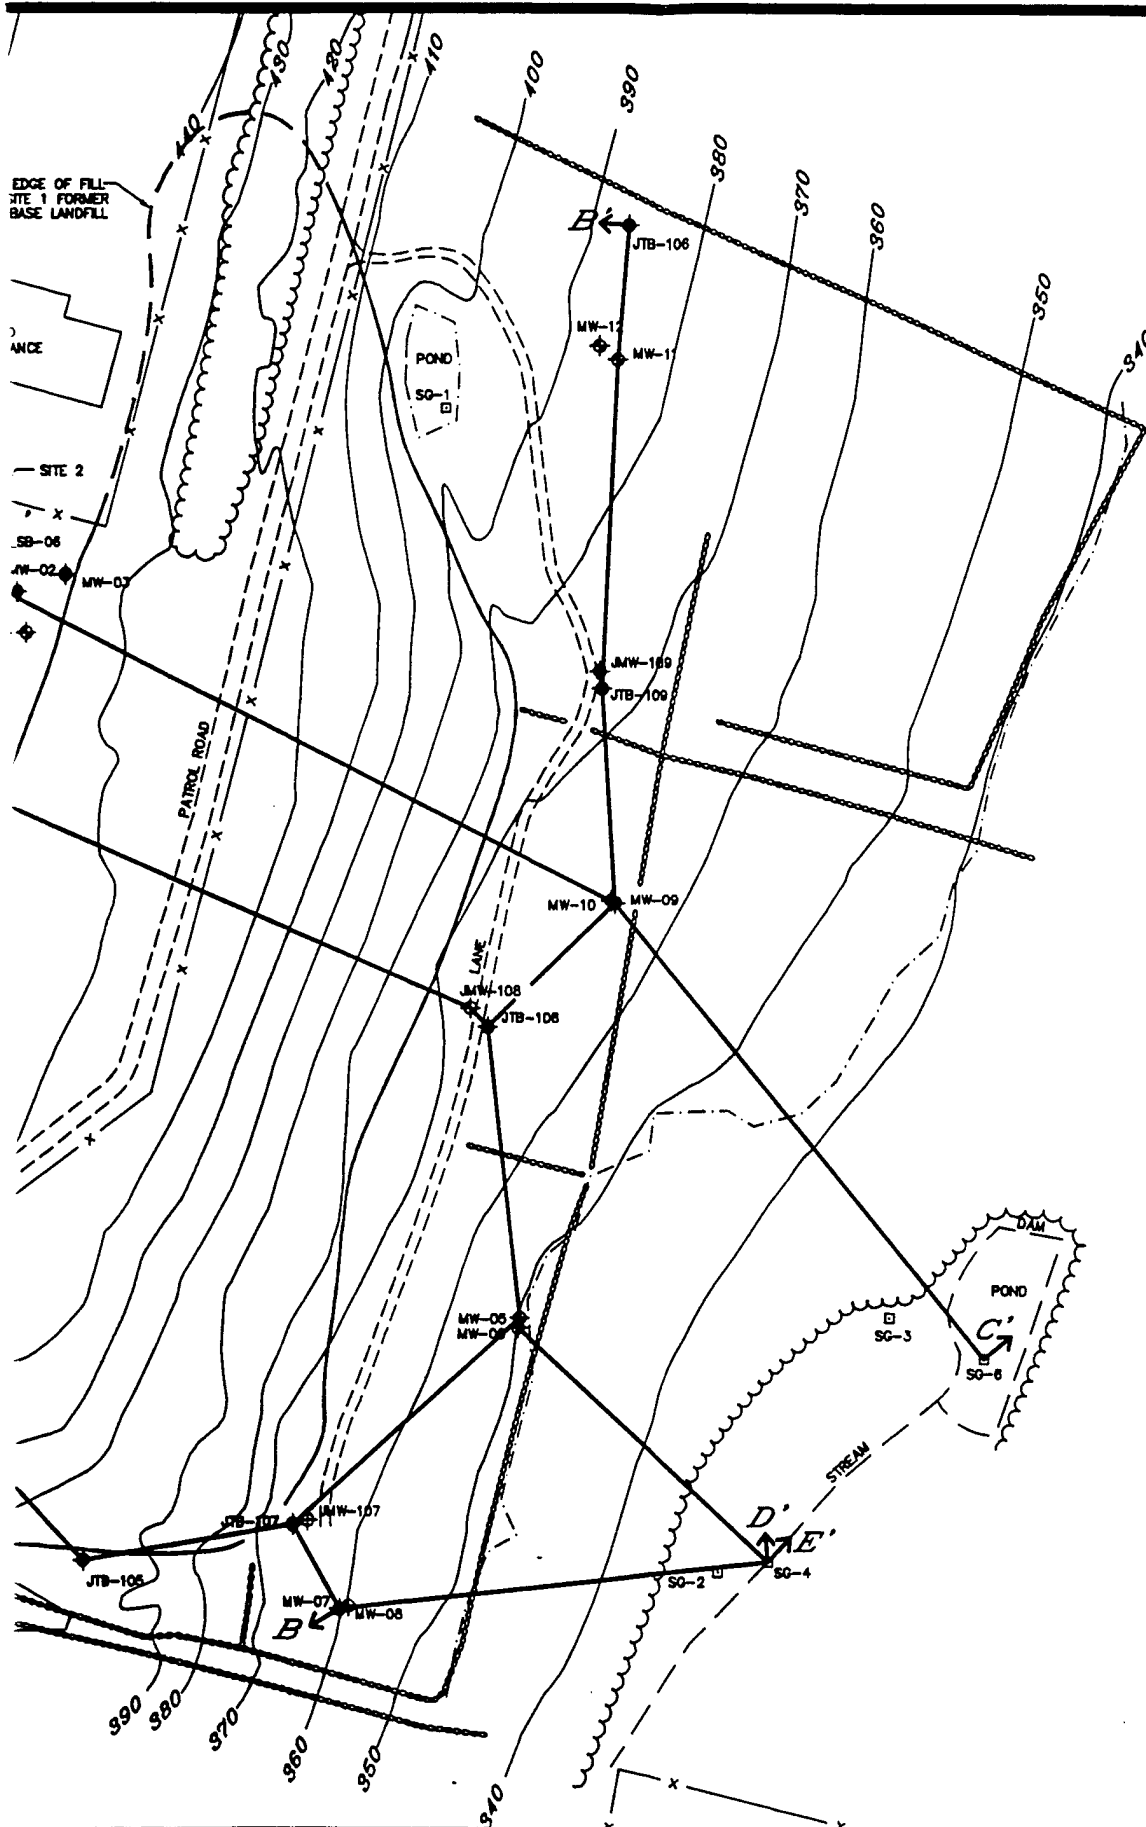 430
420
410
400
390
380
370
360
350
340
440
EDGE OF FILL
SITE 1 FORMER
BASE LANDFILL
B'
JTB-106
MW-12
MW-11
ANCE
POND
SG-1
SITE 2
SB-06
MW-02
MW-03
JMW-109
JTB-109
PATROL ROAD
MW-10
MW-09
LANE
JMW-108
JTB-108
DAM
POND
MW-05
MW-06
SG-3
C'
SG-6
STREAM
JTB-107
JMW-107
D'
E'
JTB-105
SG-2
SG-4
MW-07
MW-08
B
390
380
370
360
350
340